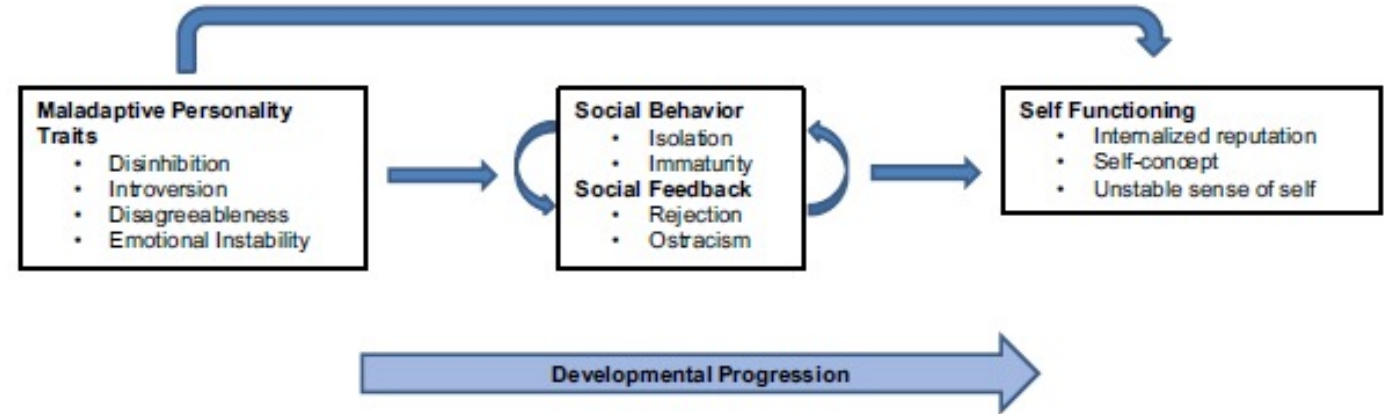 Maladaptive Personality
Traits
• Disinhibition
• Introversion
• Disagreeableness
• Emotional Instability
Social Behavior
• Isolation
• Immaturity
Social Feedback
• Rejection
• Ostracism
Self Functioning
• Internalized reputation
• Self-concept
• Unstable sense of self
Developmental Progression